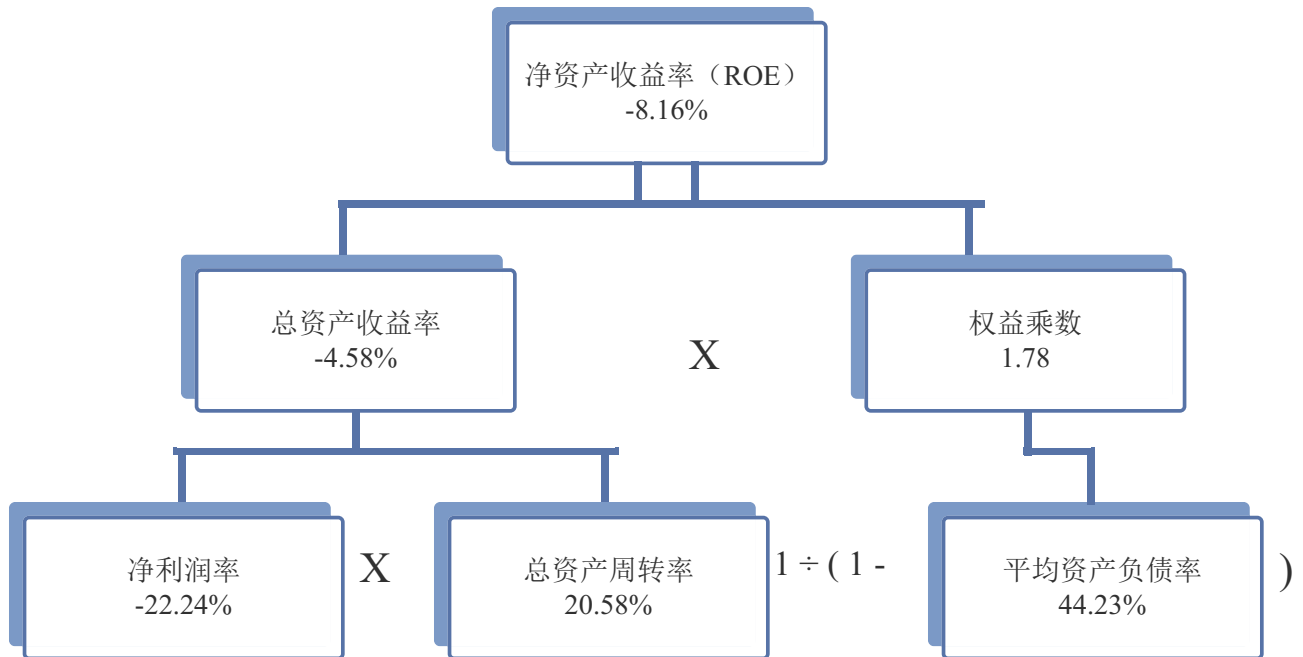 净资产收益率（ROE）
-8.16%
总资产收益率
-4.58%
X
权益乘数
1.78
净利润率
-22.24%
X
总资产周转率
20.58%
1 ÷ ( 1 -
平均资产负债率
44.23%
)